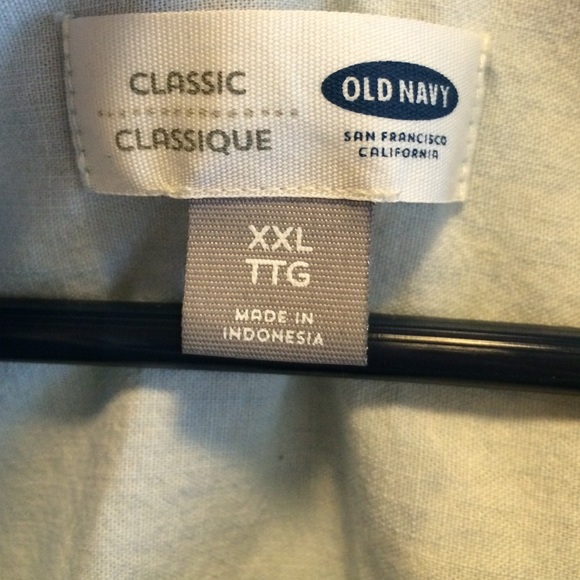 CLASSIC
CLASSIQUE
OLD NAVY
SAN FRANCISCO
CALIFORNIA
XXL
TTG
MADE IN
INDONESIA